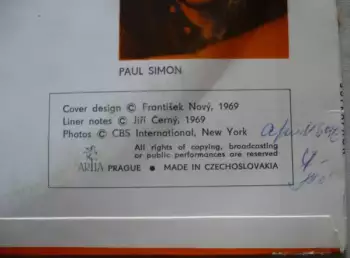 PAUL SIMON
Cover design © František Nový, 1969
Liner notes © Jiří Černý, 1969
Photos © CBS International, New York
All rights of copying, broadcasting
or public performances are reserved
ARTIA PRAGUE • MADE IN CZECHOSLOVAKIA